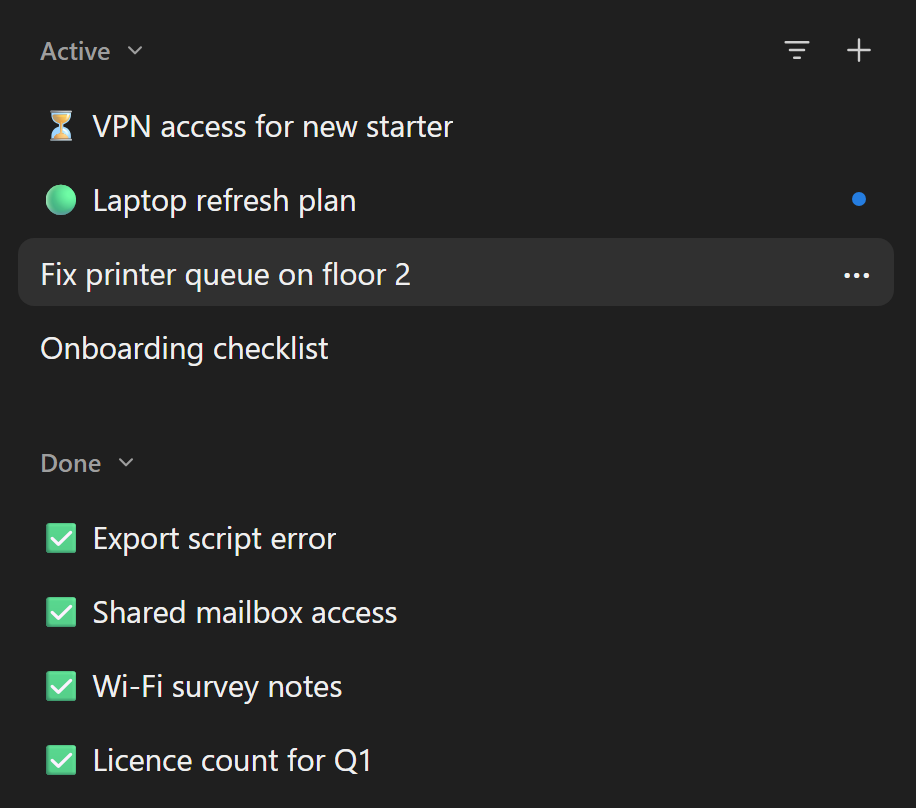 Active
⏳ VPN access for new starter
🟢 Laptop refresh plan
Fix printer queue on floor 2
Onboarding checklist
Done
✅ Export script error
✅ Shared mailbox access
✅ Wi-Fi survey notes
✅ Licence count for Q1